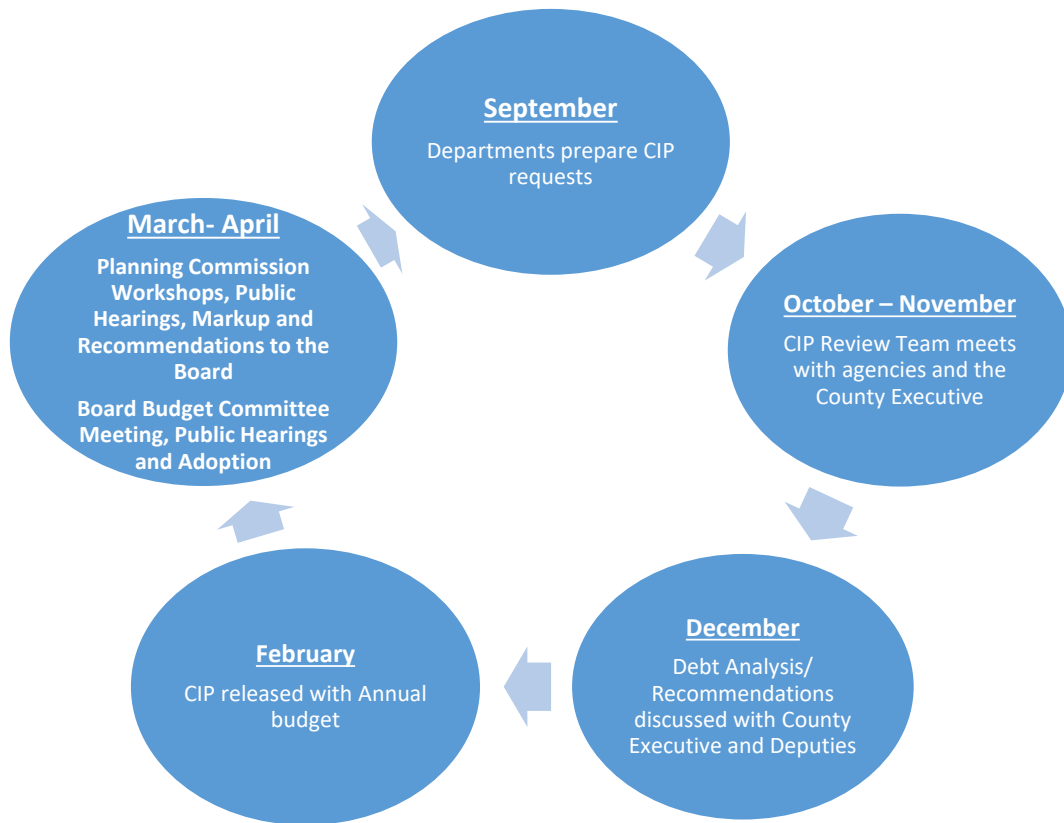 September
Departments prepare CIP
requests
October – November
CIP Review Team meets
with agencies and the
County Executive
December
Debt Analysis/
Recommendations
discussed with County
Executive and Deputies
February
CIP released with Annual
budget
March- April
Planning Commission
Workshops, Public
Hearings, Markup and
Recommendations to the
Board
Board Budget Committee
Meeting, Public Hearings
and Adoption